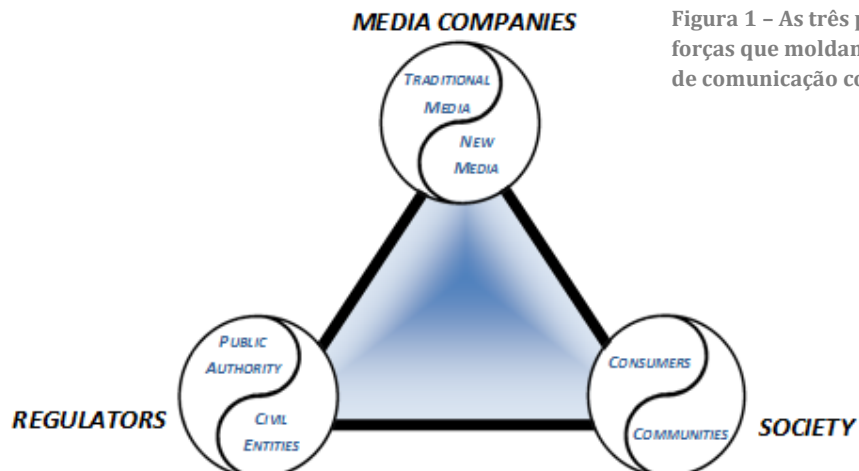 MEDIA COMPANIES
Figura 1 – As três
forças que moldam
de comunicação
TRADITIONAL
MEDIA
NEW
MEDIA
PUBLIC
AUTHORITY
CIVIL
ENTITIES
REGULATORS
CONSUMERS
COMMUNITIES
SOCIETY